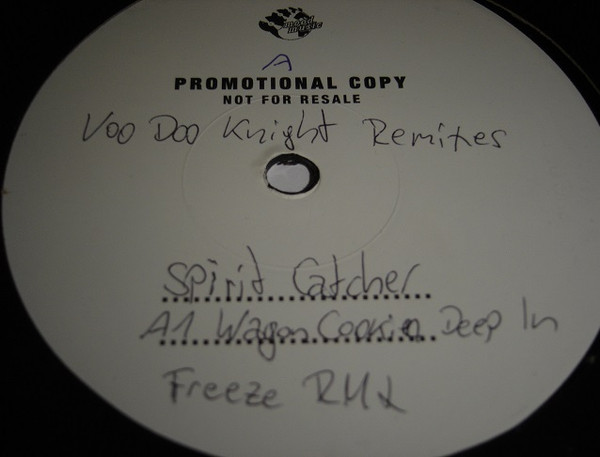 A
PROMOTIONAL COPY
NOT FOR RESALE
Voo Doo Knight Remixes
Spirit Catcher
A1 Wagon Cookin Deep In
Freeze RMX